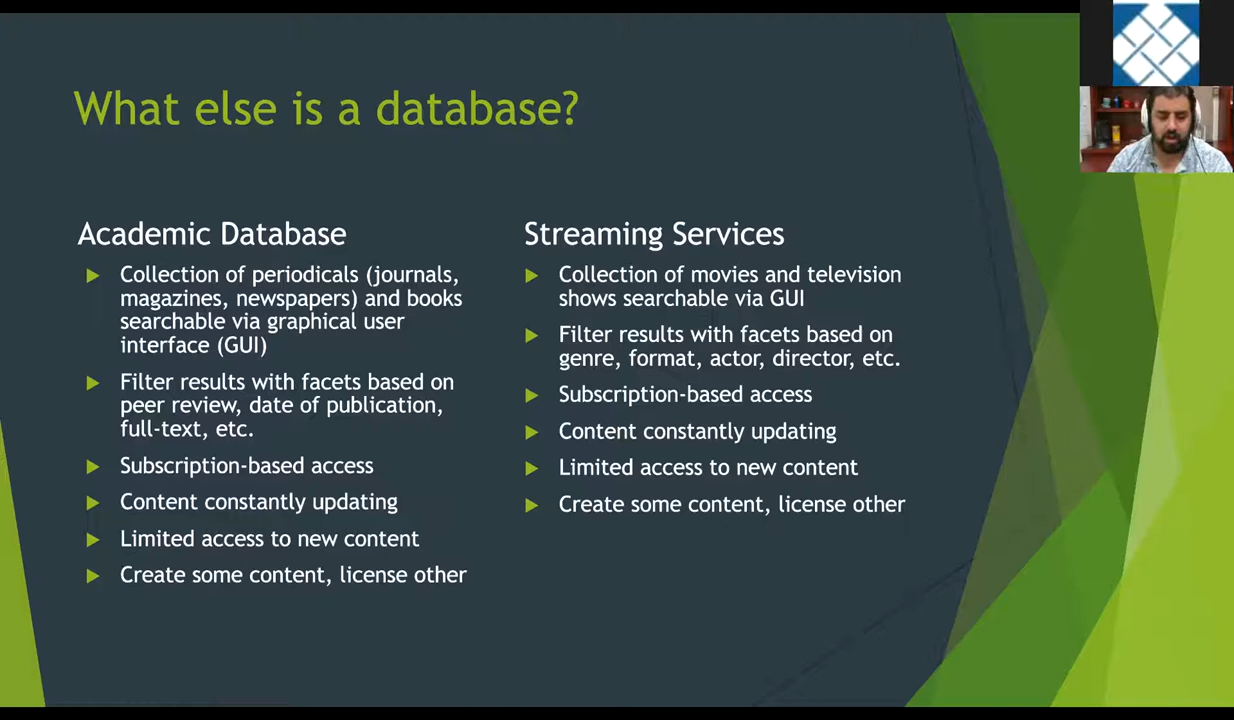 What else is a database?
Academic Database
Collection of periodicals (journals,
magazines, newspapers) and books
searchable via graphical user
interface (GUI)
Filter results with facets based on
peer review, date of publication,
full-text, etc.
Subscription-based access
Content constantly updating
Limited access to new content
Create some content, license other
Streaming Services
Collection of movies and television
shows searchable via GUI
Filter results with facets based on
genre, format, actor, director, etc.
Subscription-based access
Content constantly updating
Limited access to new content
Create some content, license other